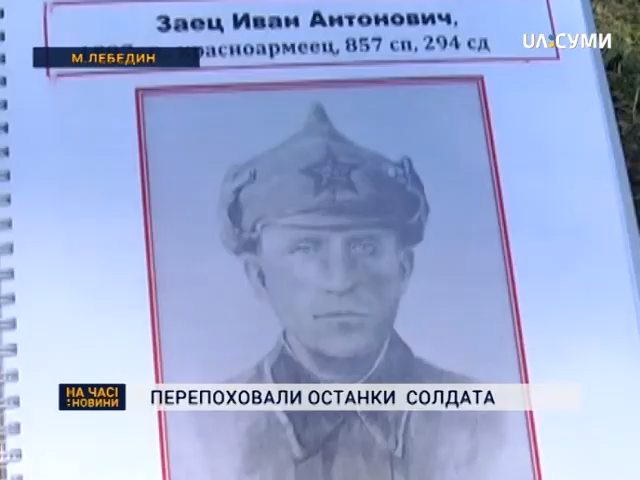 Заец Иван Антонович,
красноармеец, 857 сп, 294 сд
М.ЛЕБЕДИН
UA:СУМИ
НА ЧАСІ
:НОВИНИ
ПЕРЕПОХОВАЛИ ОСТАНКИ СОЛДАТА